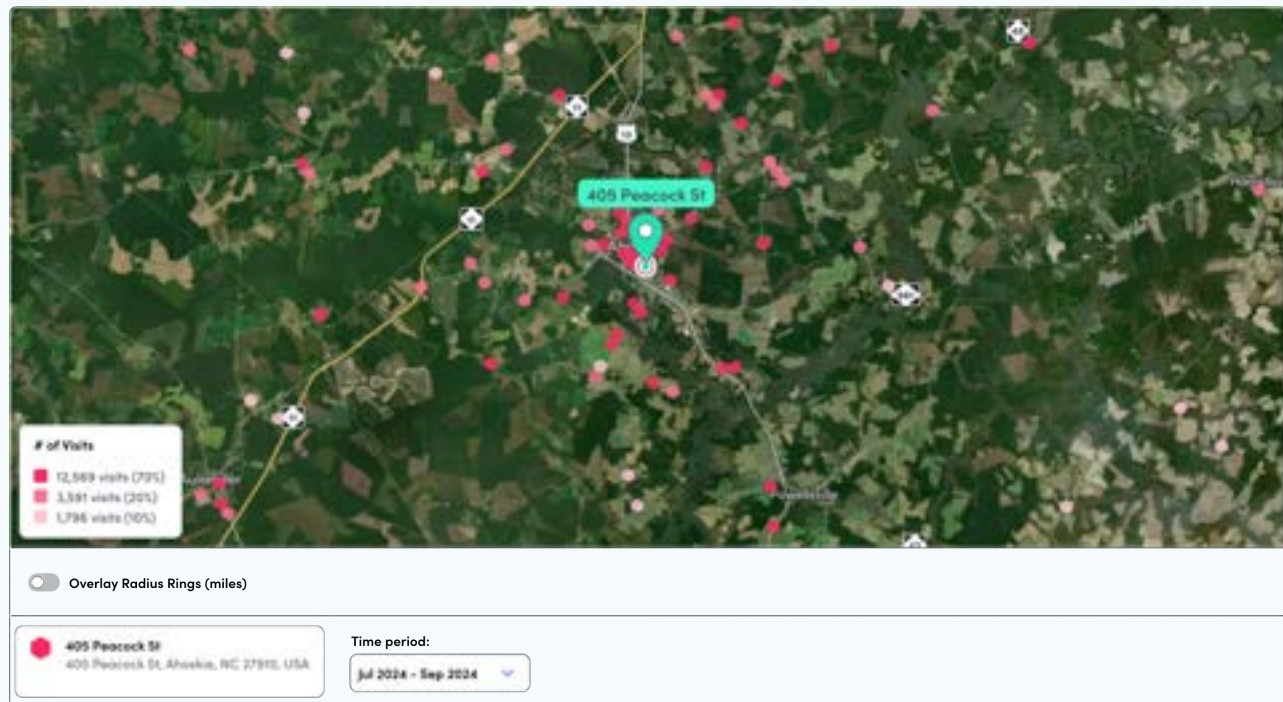 405 Peacock St
# of Visits
12,569 visits (70%)
3,591 visits (20%)
1,796 visits (10%)
Powellsville
Overlay Radius Rings (miles)
405 Peacock St
405 Peacock St, Ahoskie, NC 27910, USA
Time period:
Jul 2024 - Sep 2024